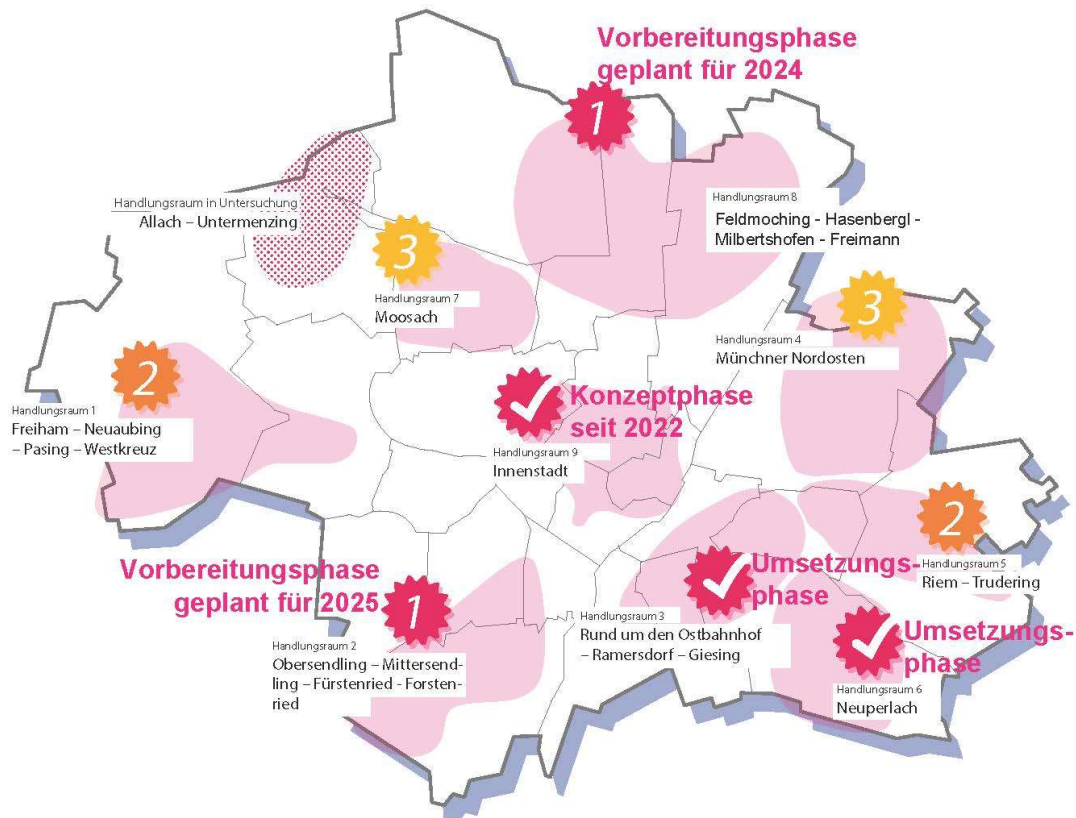 Vorbereitungsphase
geplant für 2024
1
Handlungsraum in Untersuchung
Allach – Untermenzing
Handlungsraum 8
Feldmoching - Hasenbergl -
Milbertshofen - Freimann
3
Handlungsraum 7
Moosach
3
Handlungsraum 4
Münchner Nordosten
2
Handlungsraum 1
Freiham – Neuaubing
– Pasing – Westkreuz
Konzeptphase
seit 2022
Handlungsraum 9
Innenstadt
2
Handlungsraum 5
Riem – Trudering
Vorbereitungsphase
geplant für 2025
1
Handlungsraum 2
Obersendling – Mittersend-
ling – Fürstenried - Forsten-
ried
Umsetzungs-
phase
Handlungsraum 3
Rund um den Ostbahnhof
– Ramersdorf – Giesing
Umsetzungs-
phase
Handlungsraum 6
Neuperlach